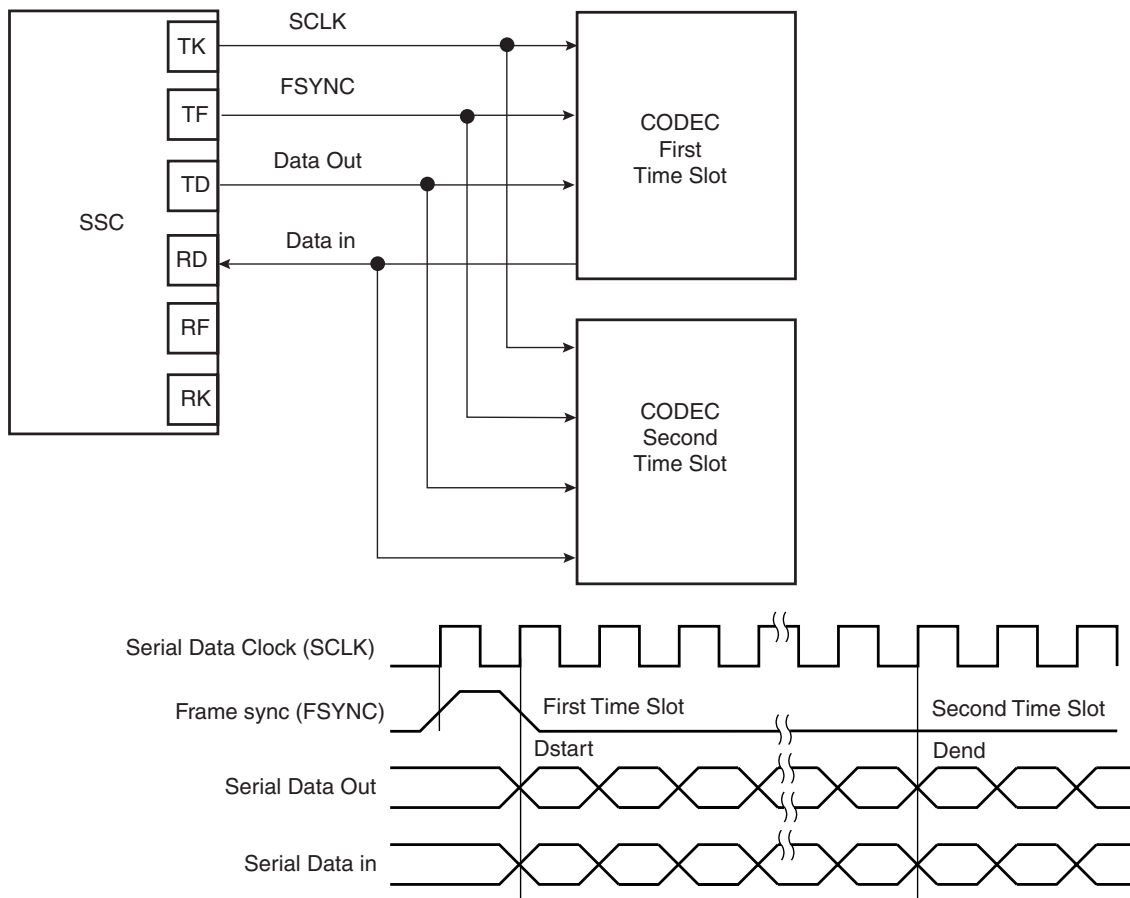 SSC
TK
TF
TD
RD
RF
RK
SCLK
FSYNC
Data Out
Data in
CODEC
First
Time Slot
CODEC
Second
Time Slot
Serial Data Clock (SCLK)
Frame sync (FSYNC)
First Time Slot
Second Time Slot
Dstart
Dend
Serial Data Out
Serial Data in